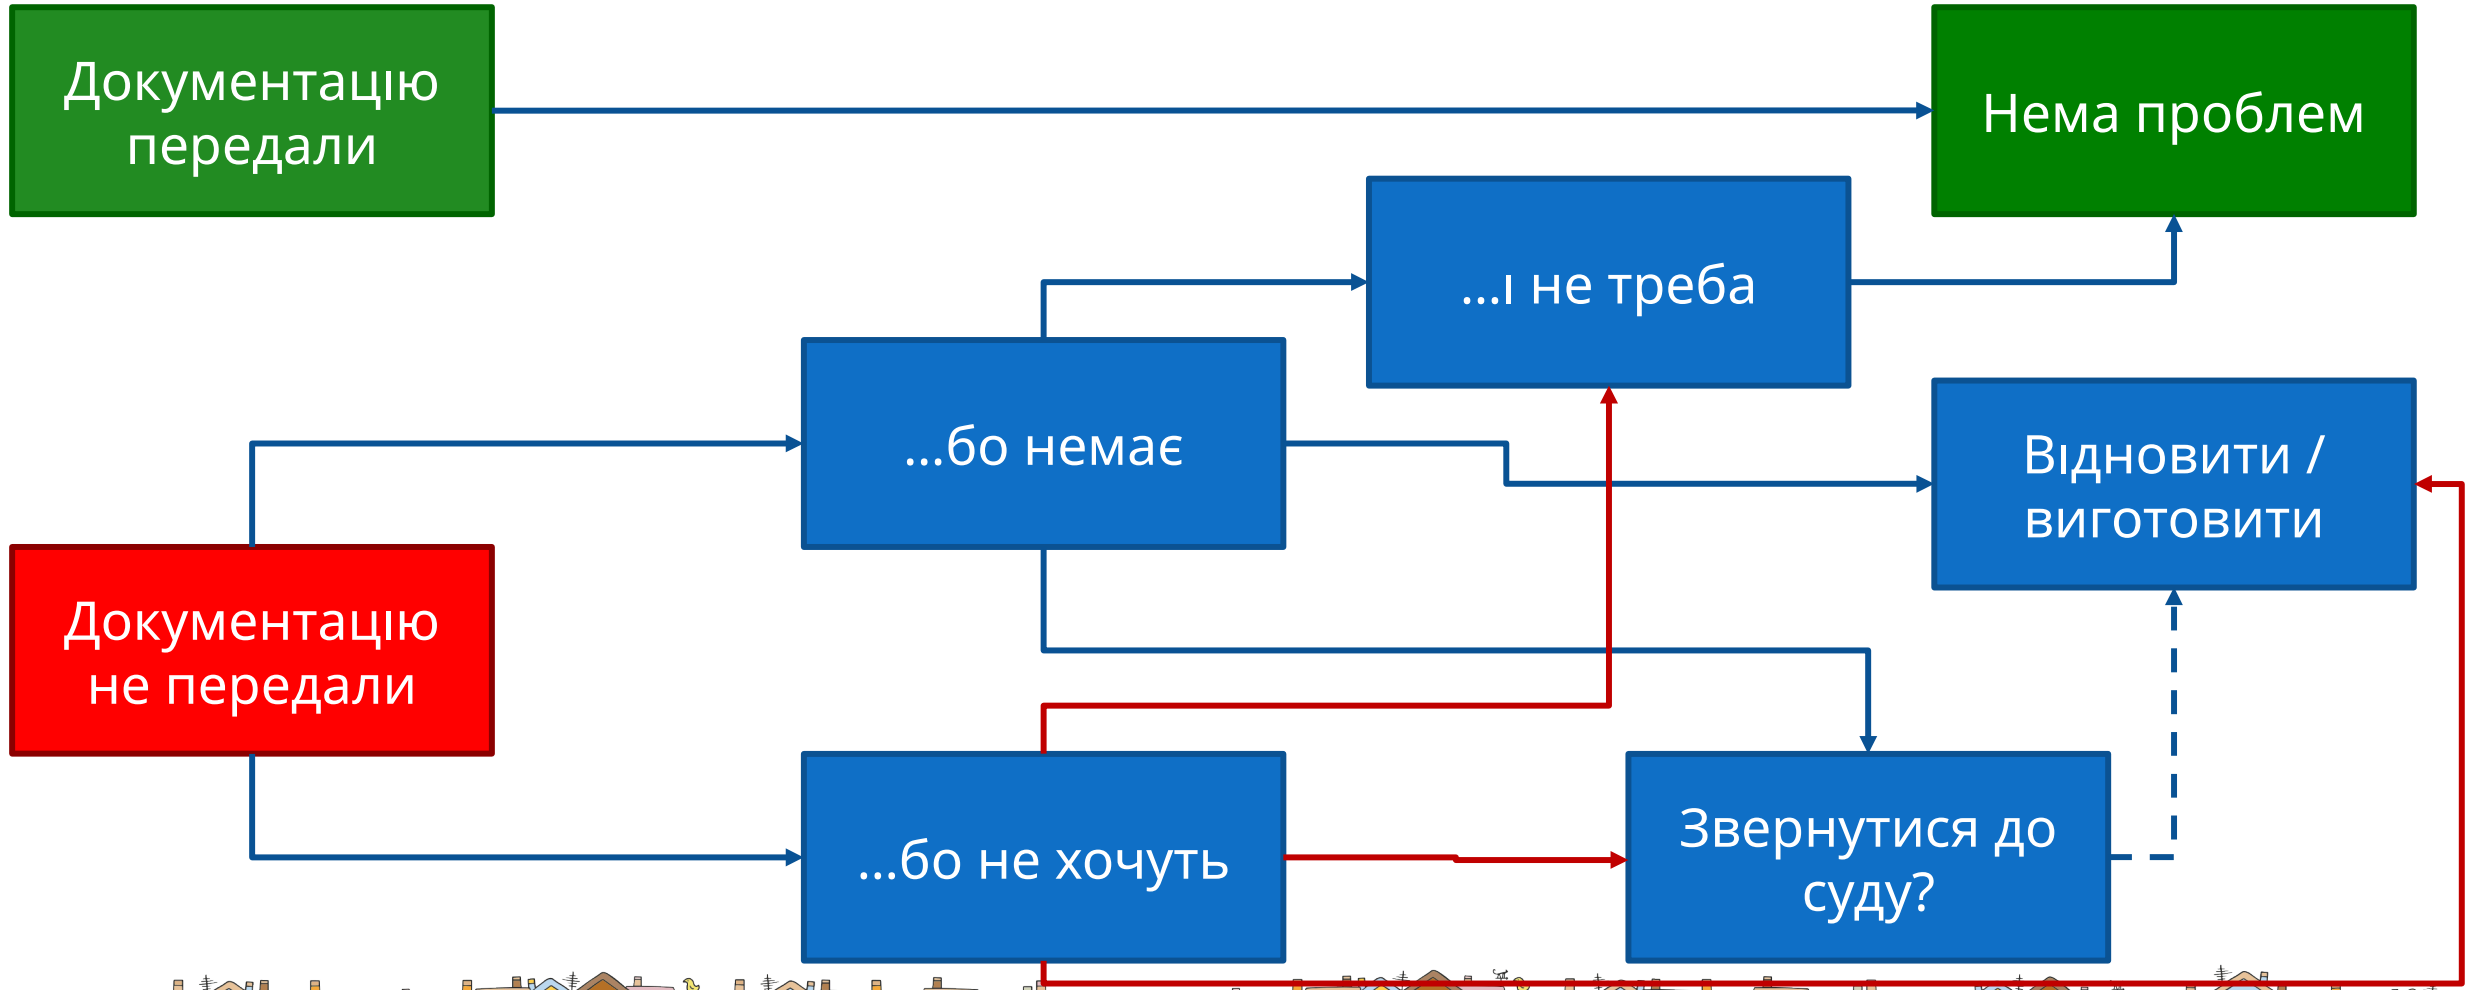 Документацію
передали
Нема проблем
...і не треба
...бо немає
Відновити /
виготовити
Документацію
не передали
...бо не хочуть
Звернутися до
суду?